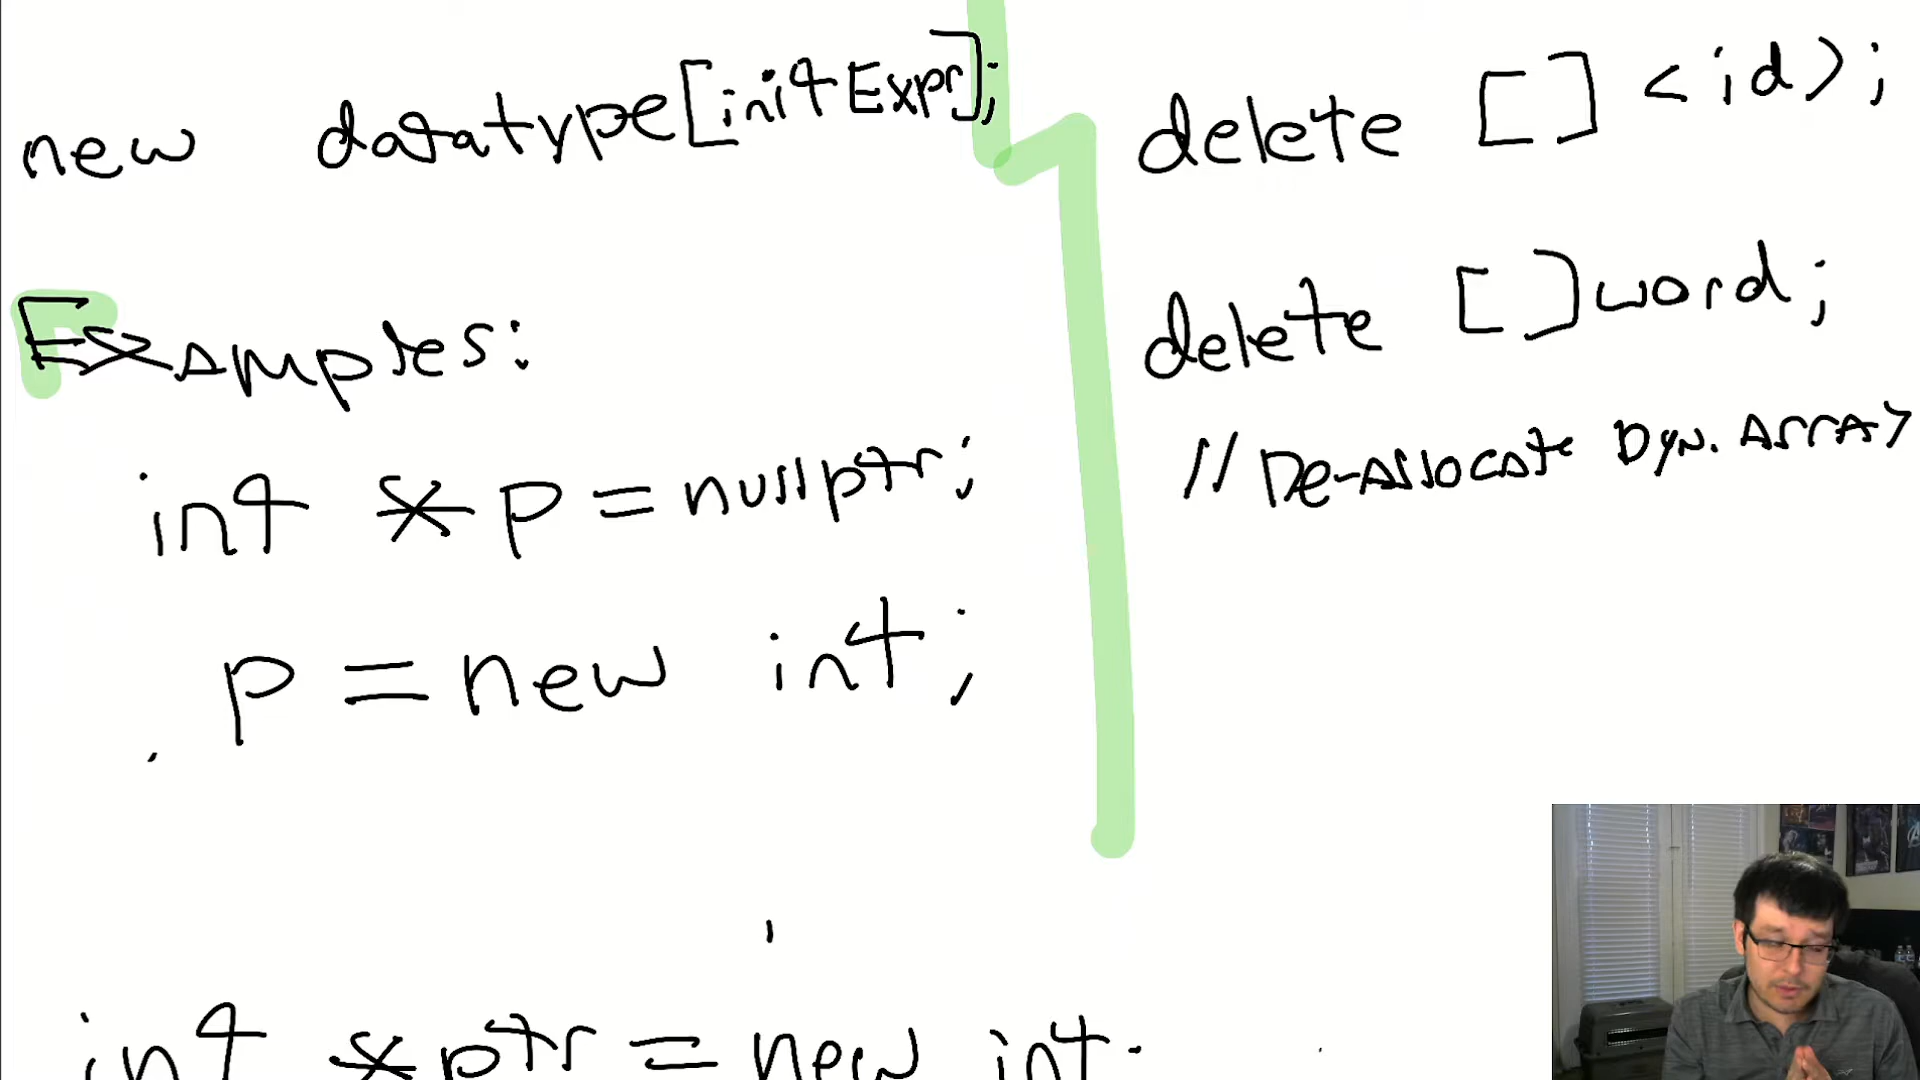 new datatype[initExpr];
Examples:
int *p = nullptr;
p = new int;
int *ptr = new int;
delete [] <id>;
delete []word;
// De-Allocate Dyn. Array